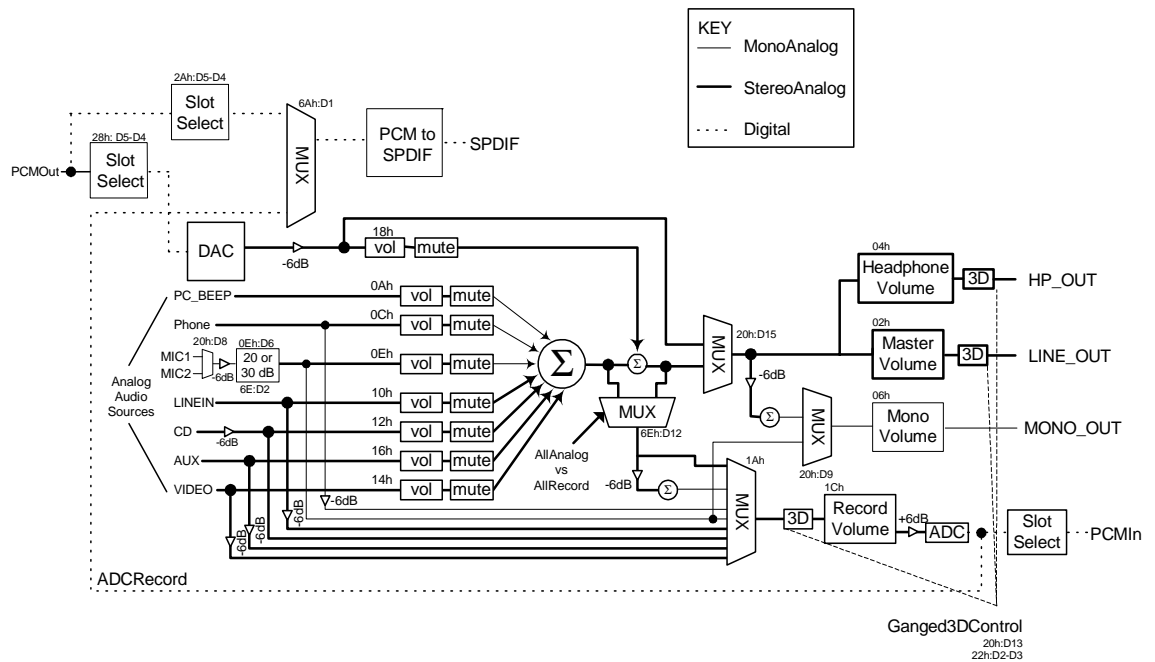 KEY
MonoAnalog
StereoAnalog
Digital
2Ah:D5-D4
Slot
Select
6Ah:D1
MUX
PCM to
SPDIF
SPDIF
28h: D5-D4
PCMOut
Slot
Select
DAC
-6dB
18h
vol
mute
04h
Headphone
Volume
3D
HP_OUT
PC_BEEP
0Ah
vol
mute
Phone
0Ch
vol
mute
20h:D8
0Eh:D6
MIC1
MIC2
-6dB
20 or
30 dB
6E:D2
0Eh
vol
mute
Σ
Σ
MUX
20h:D15
02h
Master
Volume
3D
LINE_OUT
Analog
Audio
Sources
-6dB
LINEIN
10h
vol
mute
MUX
6Eh:D12
Σ
MUX
20h:D9
06h
Mono
Volume
MONO_OUT
CD
-6dB
12h
vol
mute
AUX
16h
vol
mute
AllAnalog
vs
AllRecord
VIDEO
14h
vol
mute
-6dB
-6dB
Σ
1Ah
MUX
3D
1Ch
Record
Volume
+6dB
ADC
Slot
Select
PCMIn
-6dB
-6dB
-6dB
ADCRecord
Ganged3DControl
20h:D13
22h:D2-D3